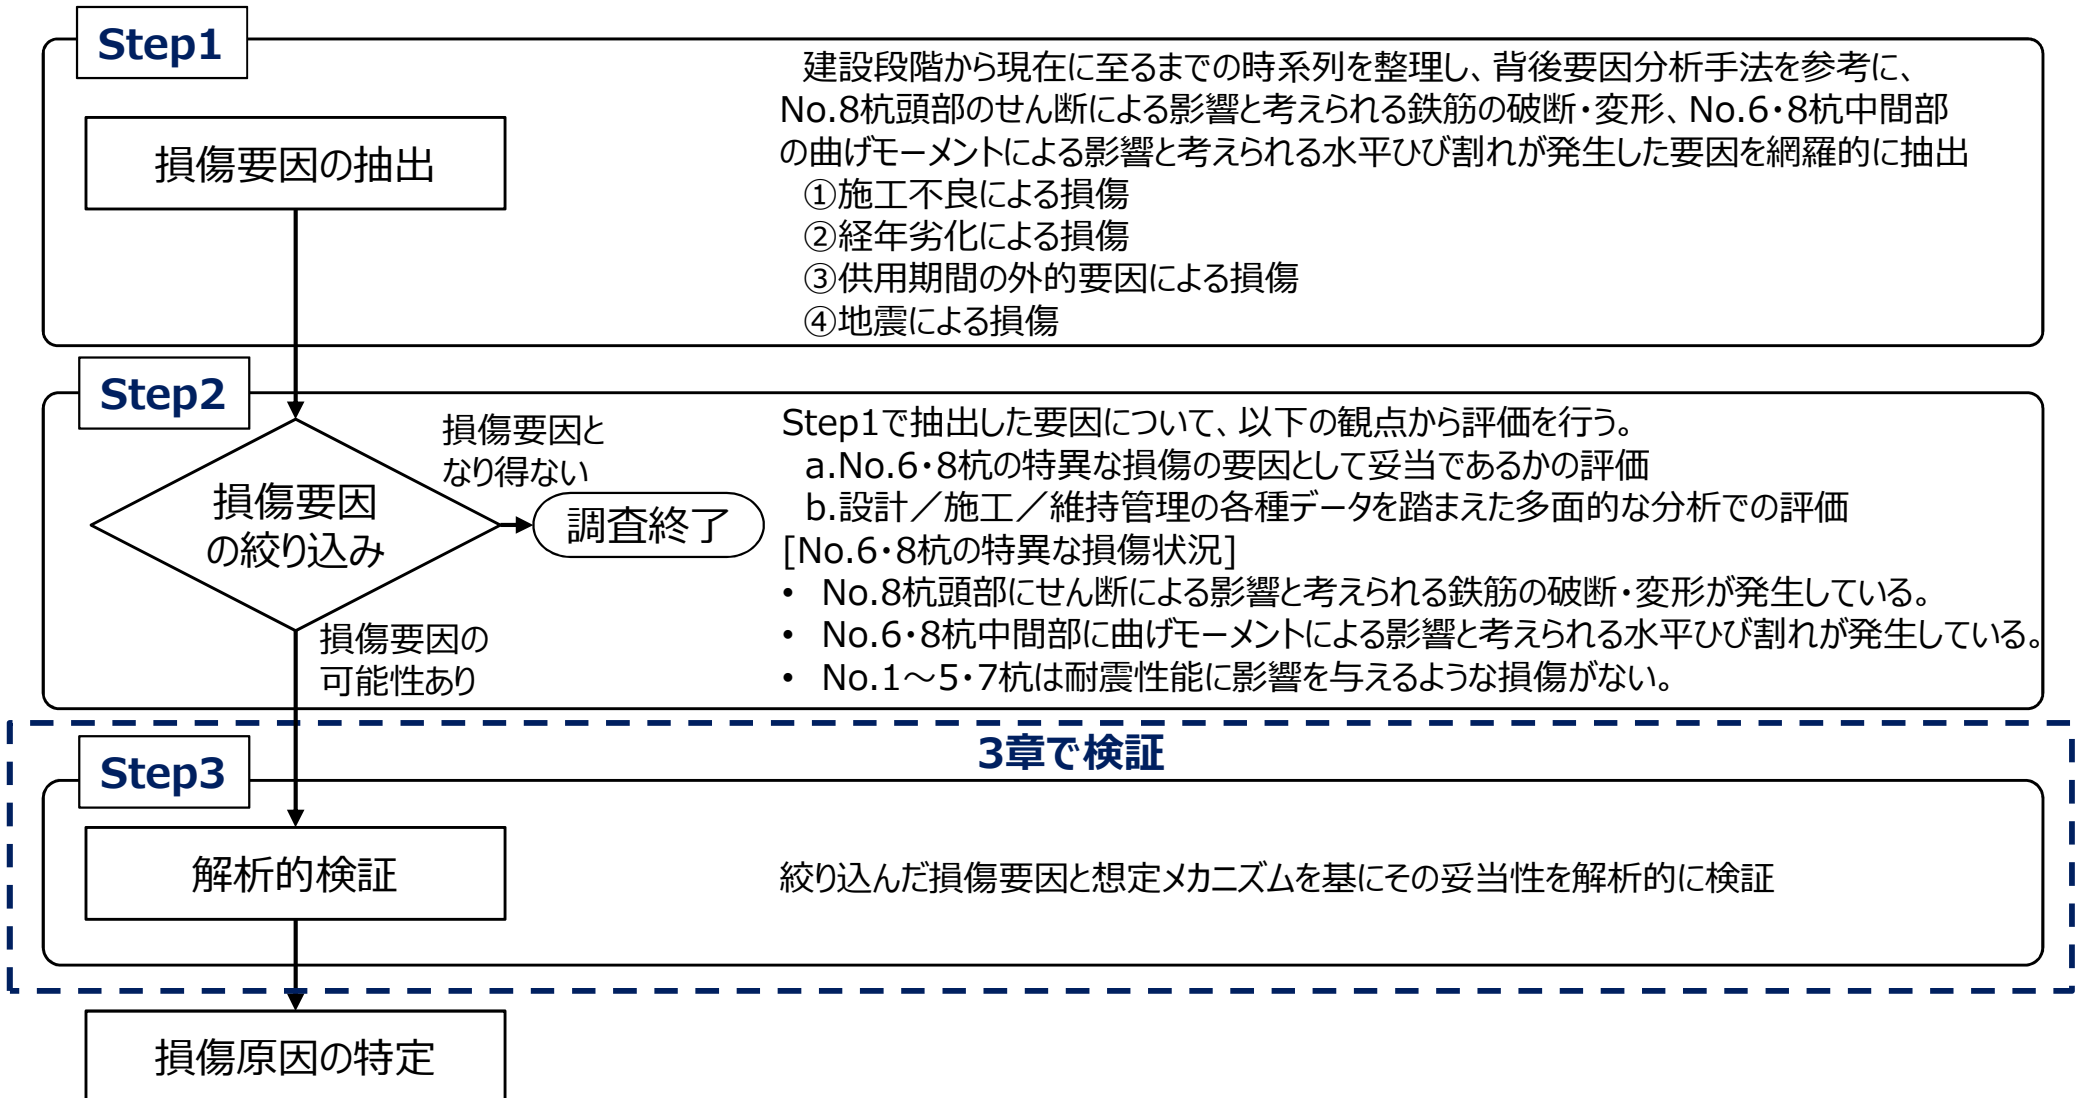 Step1
損傷要因の抽出
建設段階から現在に至るまでの時系列を整理し、背後要因分析手法を参考に、
No.8杭頭部のせん断による影響と考えられる鉄筋の破断・変形、No.6・8杭中間部
の曲げモーメントによる影響と考えられる水平ひび割れが発生した要因を網羅的に抽出
①施工不良による損傷
②経年劣化による損傷
③供用期間の外的要因による損傷
④地震による損傷
Step2
損傷要因
の絞り込み
損傷要因と
なり得ない
調査終了
損傷要因の
可能性あり
Step1で抽出した要因について、以下の観点から評価を行う。
a.No.6・8杭の特異な損傷の要因として妥当であるかの評価
b.設計／施工／維持管理の各種データを踏まえた多面的な分析での評価
[No.6・8杭の特異な損傷状況]
• No.8杭頭部にせん断による影響と考えられる鉄筋の破断・変形が発生している。
• No.6・8杭中間部に曲げモーメントによる影響と考えられる水平ひび割れが発生している。
• No.1～5・7杭は耐震性能に影響を与えるような損傷がない。
3章で検証
Step3
解析的検証
絞り込んだ損傷要因と想定メカニズムを基にその妥当性を解析的に検証
損傷原因の特定